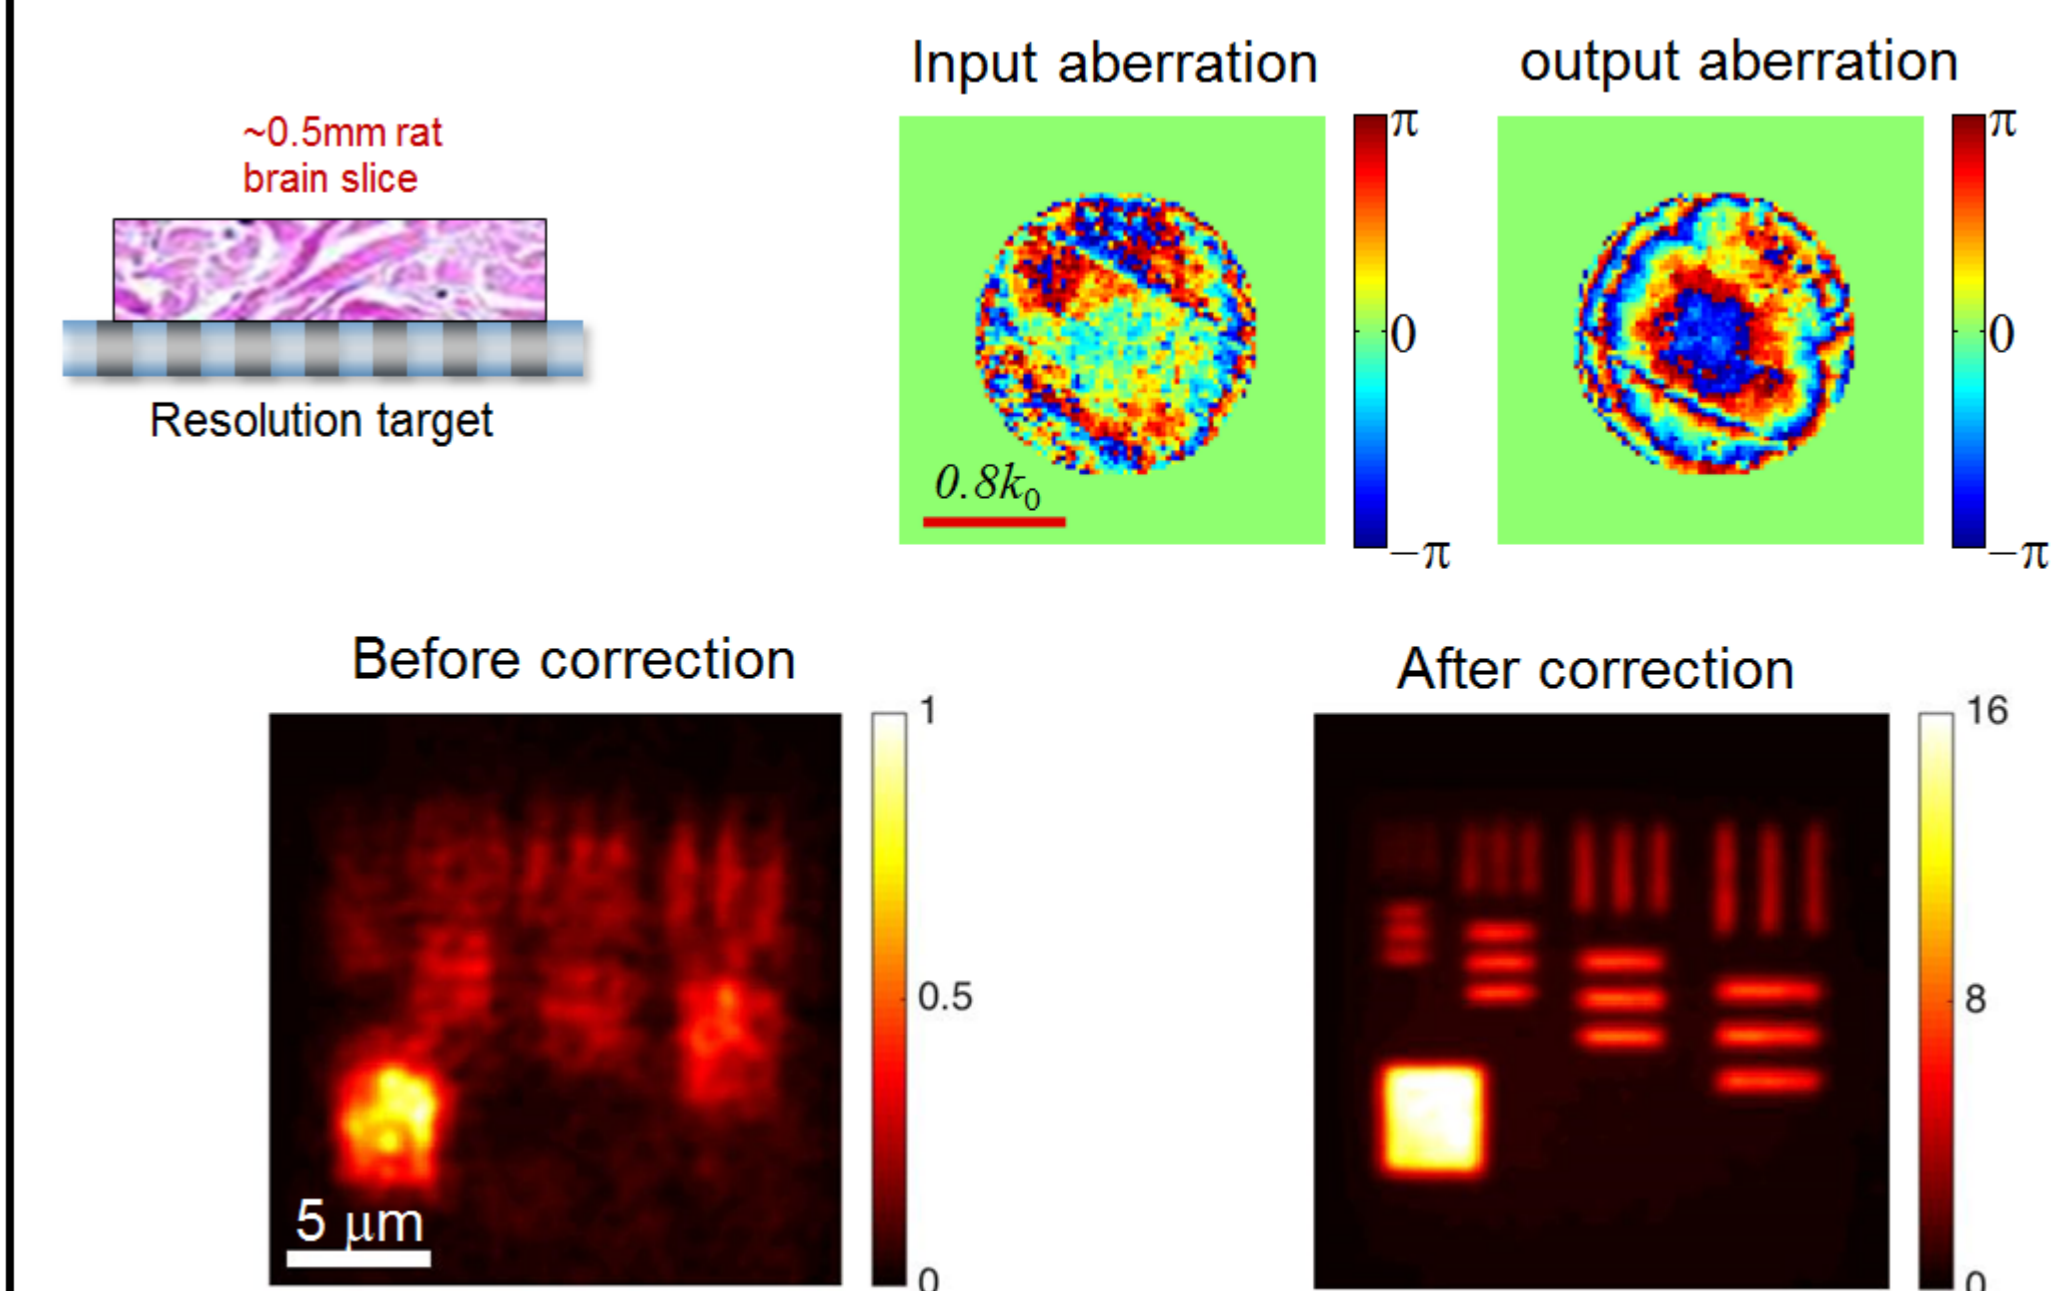 Input aberration
output aberration
~0.5mm rat
brain slice
π
0
−π
π
0
−π
0.8k₀
Resolution target
Before correction
After correction
1
0.5
0
16
8
0
5 μm